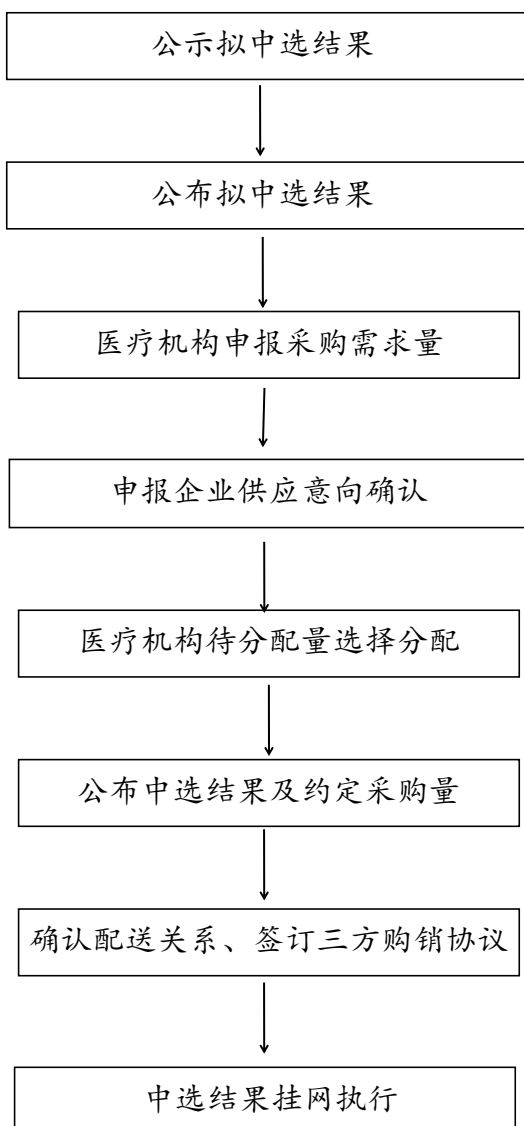 公示拟中选结果
公布拟中选结果
医疗机构申报采购需求量
申报企业供应意向确认
医疗机构待分配量选择分配
公布中选结果及约定采购量
确认配送关系、签订三方购销协议
中选结果挂网执行